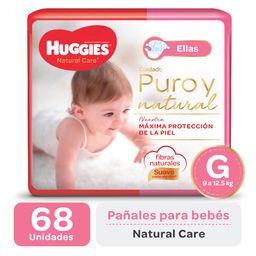 HUGGIES
Natural Care
Ellas
Cuidado
Puro y
natural
Nuestra
MÁXIMA PROTECCIÓN
DE LA PIEL
fibras
naturales
Suave
G
9 a 12,5 kg
68
Unidades
Pañales para bebés
Natural Care